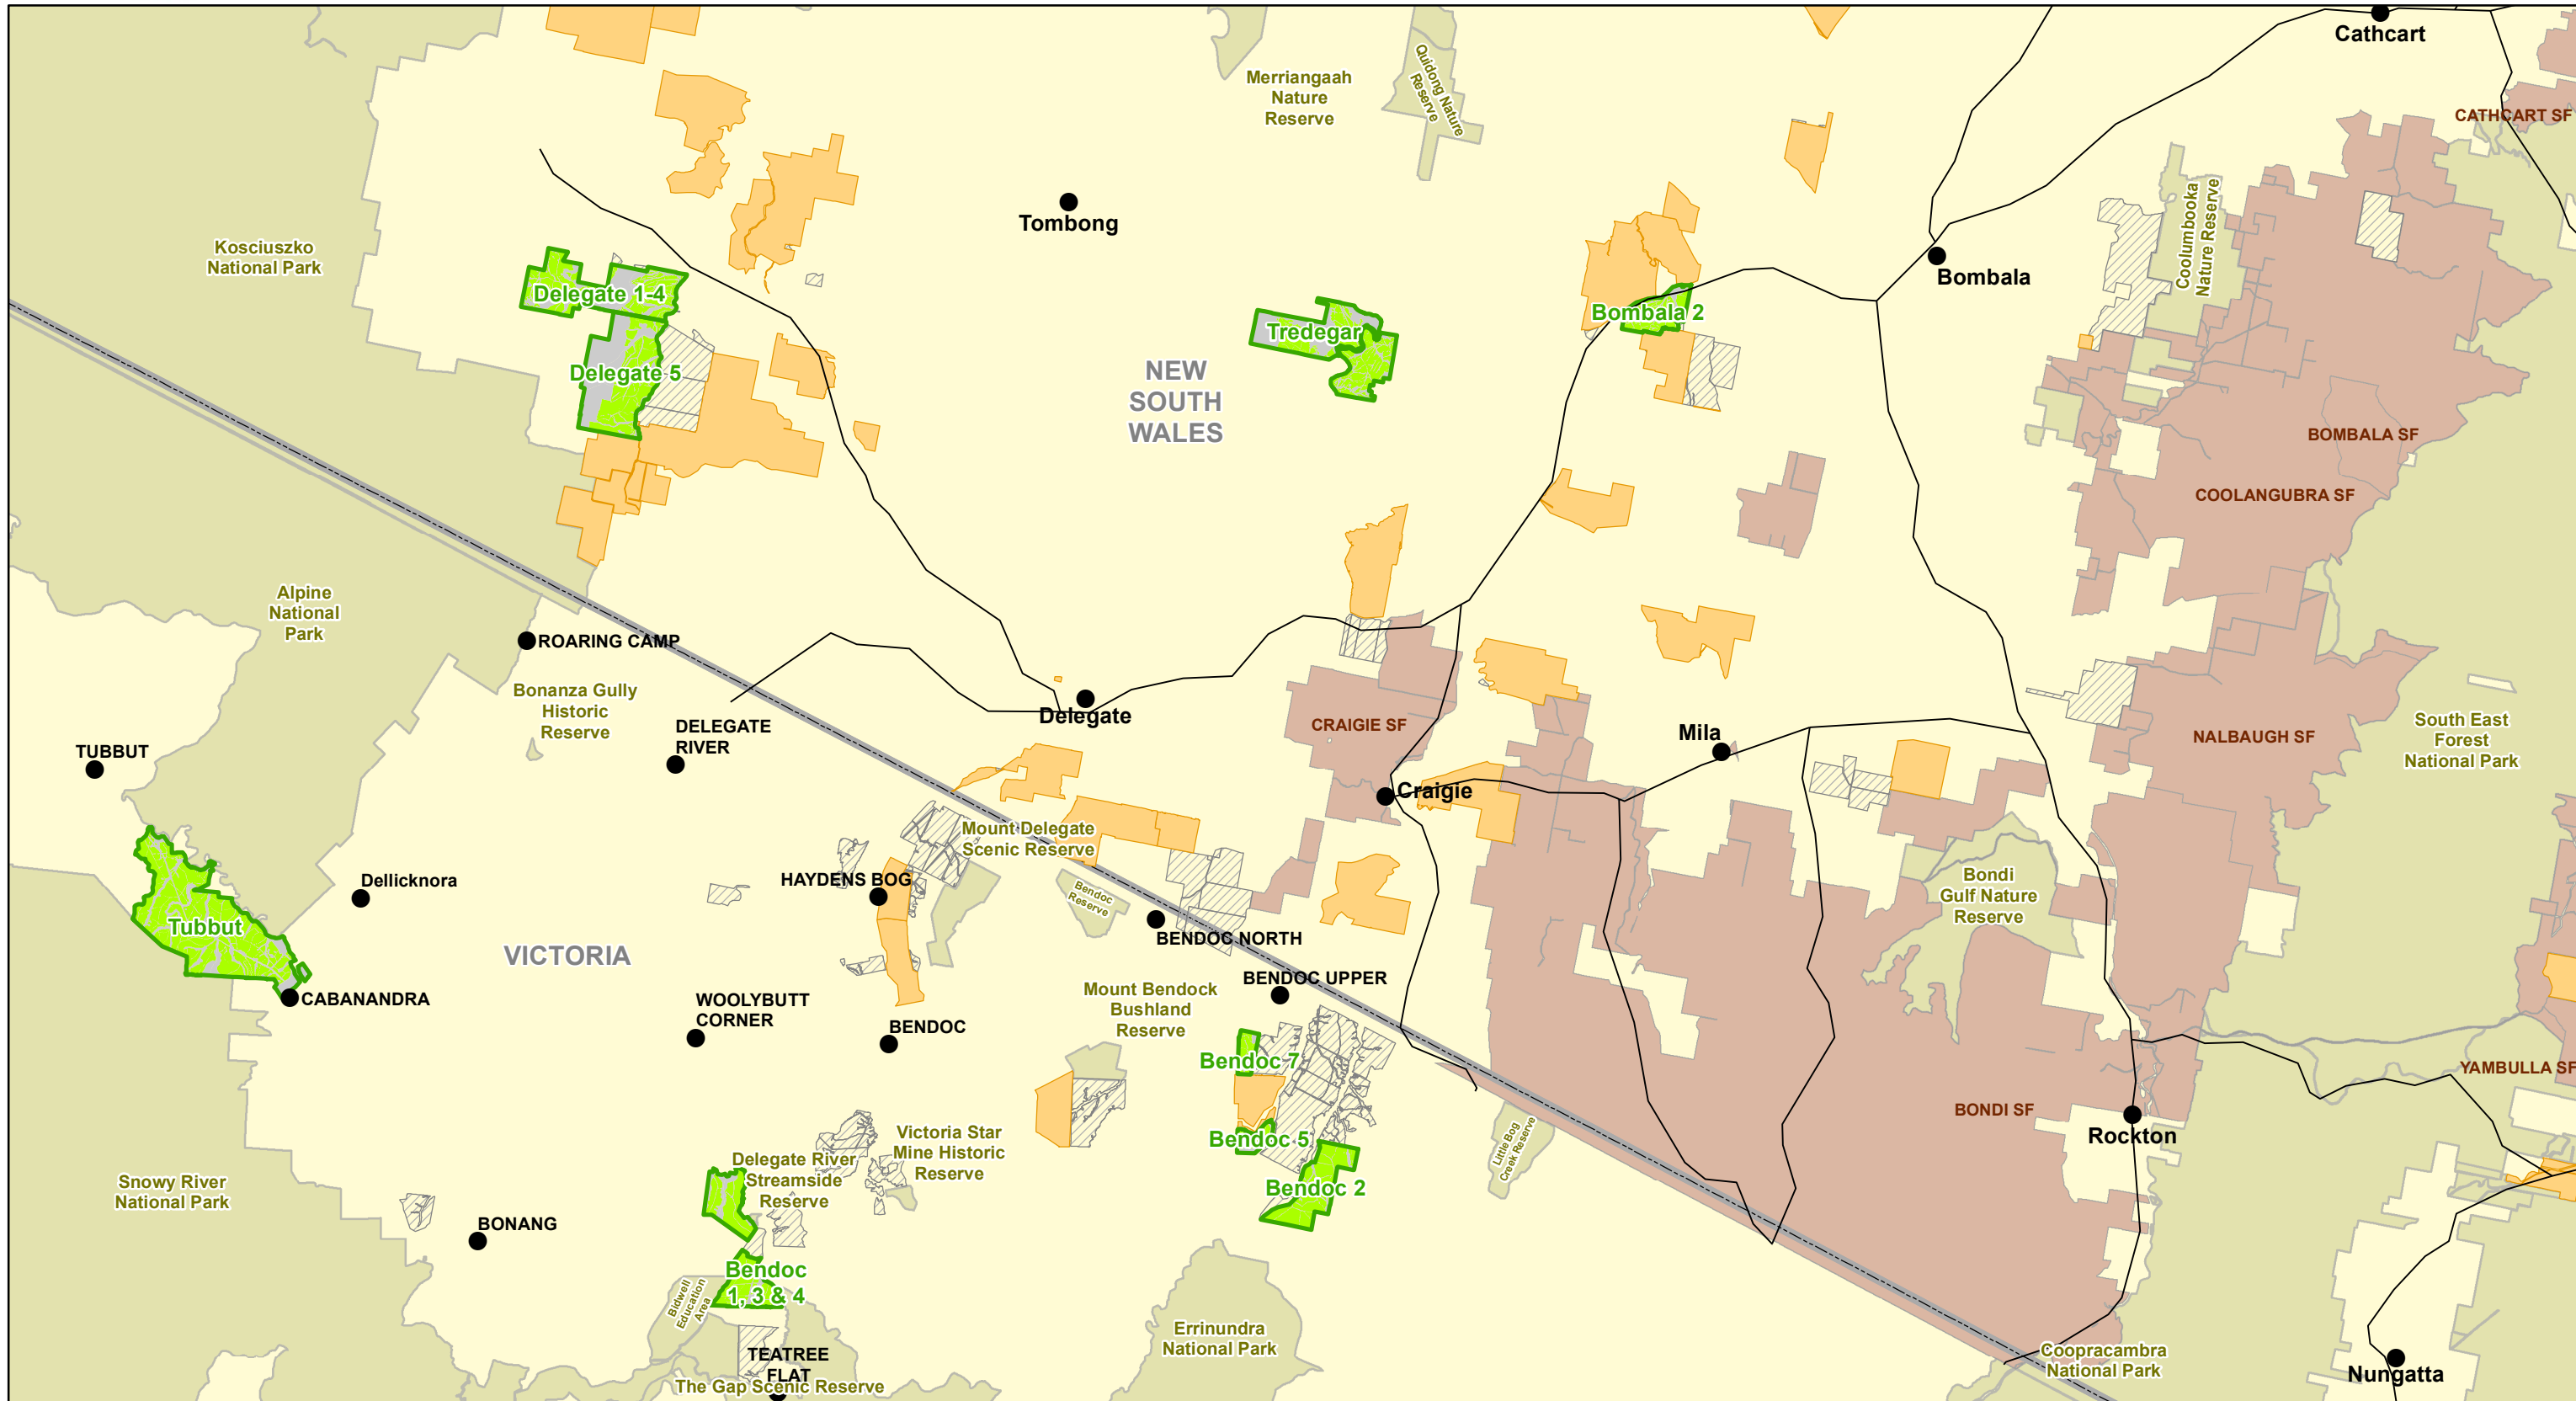 Cathcart
Merriangaah
Nature
Reserve
Quidong Nature
Reserve
CATHCART SF
Tombong
Kosciuszko
National Park
Coolumbooka
Nature Reserve
Bombala
Delegate 1-4
Bombala 2
Tredegar
Delegate 5
NEW
SOUTH
WALES
BOMBALA SF
COOLANGUBRA SF
Alpine
National
Park
ROARING CAMP
Bonanza Gully
Historic
Reserve
Delegate
CRAIGIE SF
Mila
NALBAUGH SF
South East
Forest
National Park
TUBBUT
DELEGATE
RIVER
Craigie
Mount Delegate
Scenic Reserve
HAYDENS BOG
Dellicknora
Bendoc
Reserve
Bondi
Gulf Nature
Reserve
Tubbut
BENDOC NORTH
VICTORIA
BENDOC UPPER
CABANANDRA
WOOLYBUTT
CORNER
BENDOC
Mount Bendock
Bushland
Reserve
Bendoc 7
YAMBULLA SF
BONDI SF
Rockton
Bendoc 5
Victoria Star
Mine Historic
Reserve
Little Bog
Creek Reserve
Delegate River
Streamside
Reserve
Bendoc 2
Snowy River
National Park
BONANG
Bendoc
1, 3 & 4
Bidwell
Education
Area
Errinundra
National Park
TEATREE
FLAT
The Gap Scenic Reserve
Coopracambra
National Park
Nungatta